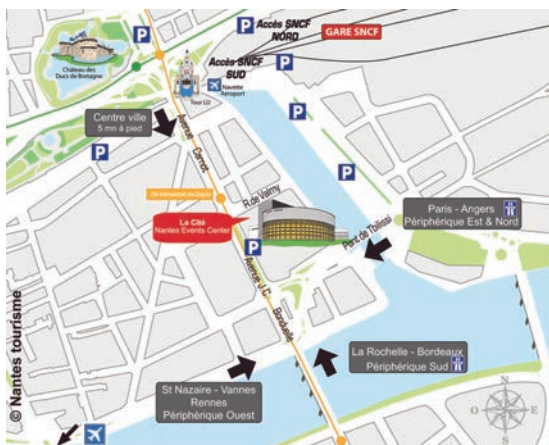 Accès SNCF
NORD
GARE SNCF
Accès SNCF
SUD
P
P
P
P
P
P
P
Château des
Ducs de Bretagne
Tour LU
Navette
Aéroport
Centre ville
5 mn à pied
Avenue Carnot
R.de Valmy
La Cité
Nantes Events Center
Paris - Angers
Périphérique Est & Nord
Pont de Tbilissi
Avenue J.C. Bonduelle
La Rochelle - Bordeaux
Périphérique Sud
St Nazaire - Vannes
Rennes
Périphérique Ouest
© Nantes tourisme
N
O
E
S